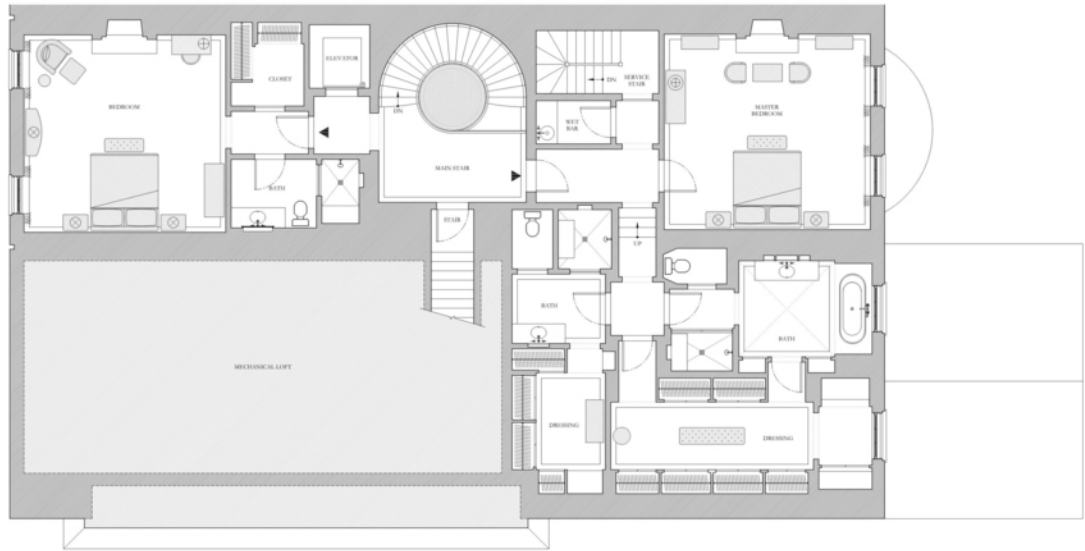 ELEVATOR
CLOSET
SERVICE
STAIR
DN
BEDROOM
DN
MASTER
BEDROOM
WET
BAR
MAIN STAIR
BATH
STAIR
UP
BATH
BATH
MECHANICAL LOFT
DRESSING
DRESSING